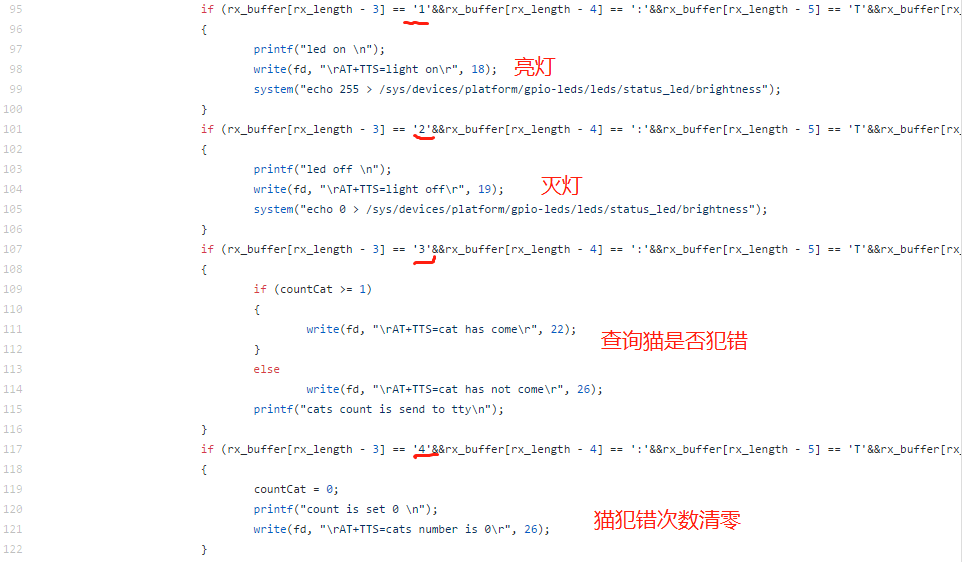 95 if (rx_buffer[rx_length - 3] == '1'&&rx_buffer[rx_length - 4] == ':'&&rx_buffer[rx_length - 5] == 'T'&&rx_buffer[rx_
96 {
97 printf("led on \n");
98 write(fd, "\rAT+TTS=light on\r", 18); 亮灯
99 system("echo 255 > /sys/devices/platform/gpio-leds/leds/status_led/brightness");
100 }
101 if (rx_buffer[rx_length - 3] == '2'&&rx_buffer[rx_length - 4] == ':'&&rx_buffer[rx_length - 5] == 'T'&&rx_buffer[rx_
102 {
103 printf("led off \n");
104 write(fd, "\rAT+TTS=light off\r", 19); 灭灯
105 system("echo 0 > /sys/devices/platform/gpio-leds/leds/status_led/brightness");
106 }
107 if (rx_buffer[rx_length - 3] == '3'&&rx_buffer[rx_length - 4] == ':'&&rx_buffer[rx_length - 5] == 'T'&&rx_buffer[rx_
108 {
109 if (countCat >= 1)
110 {
111 write(fd, "\rAT+TTS=cat has come\r", 22); 查询猫是否犯错
112 }
113 else
114 write(fd, "\rAT+TTS=cat has not come\r", 26);
115 printf("cats count is send to tty\n");
116 }
117 if (rx_buffer[rx_length - 3] == '4'&&rx_buffer[rx_length - 4] == ':'&&rx_buffer[rx_length - 5] == 'T'&&rx_buffer[rx_
118 {
119 countCat = 0;
120 printf("count is set 0 \n");
121 write(fd, "\rAT+TTS=cats number is 0\r", 26); 猫犯错次数清零
122 }